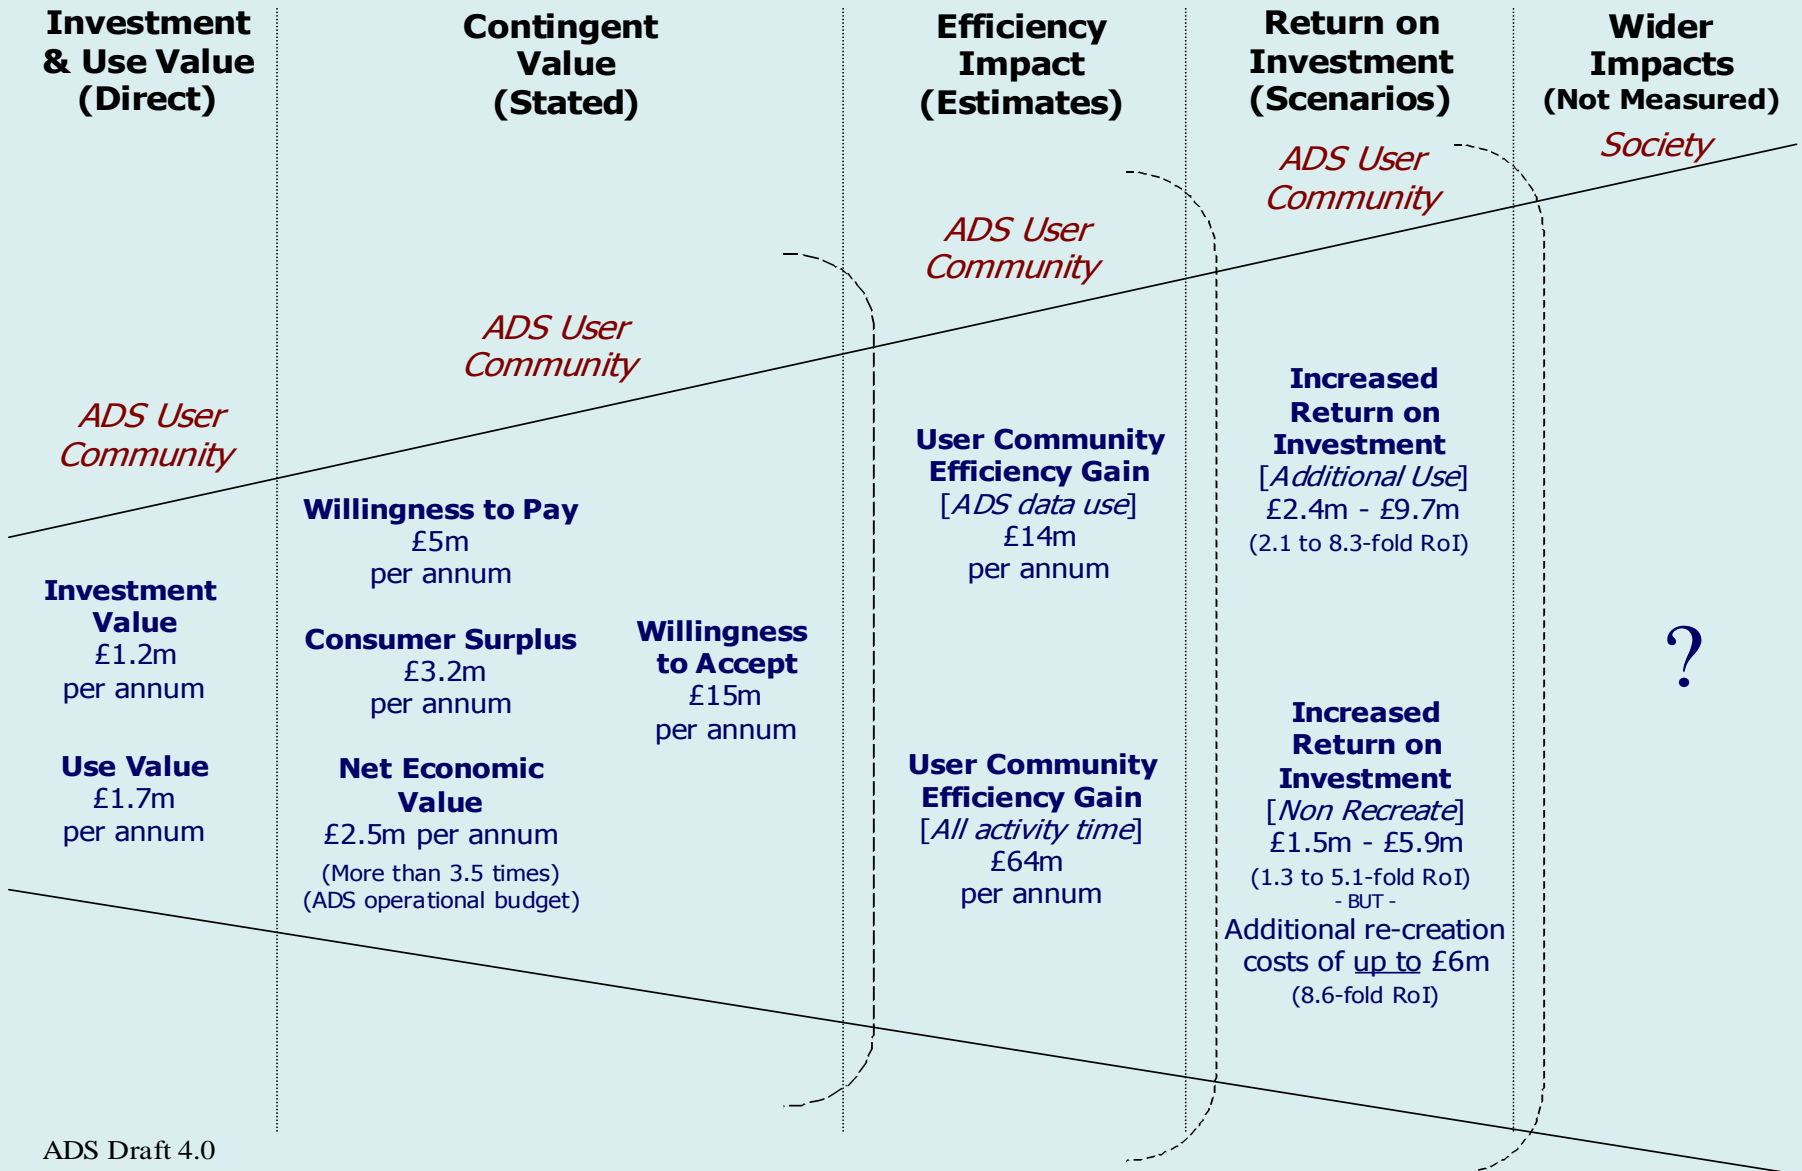 Investment
& Use Value
(Direct)
Contingent
Value
(Stated)
Efficiency
Impact
(Estimates)
Return on
Investment
(Scenarios)
Wider
Impacts
(Not Measured)
ADS User
Community
ADS User
Community
ADS User
Community
ADS User
Community
Society
Investment
Value
£1.2m
per annum
Use Value
£1.7m
per annum
Willingness to Pay
£5m
per annum
Consumer Surplus
£3.2m
per annum
Net Economic
Value
£2.5m per annum
(More than 3.5 times)
(ADS operational budget)
Willingness
to Accept
£15m
per annum
User Community
Efficiency Gain
[ADS data use]
£14m
per annum
User Community
Efficiency Gain
[All activity time]
£64m
per annum
Increased
Return on
Investment
[Additional Use]
£2.4m - £9.7m
(2.1 to 8.3-fold RoI)
Increased
Return on
Investment
[Non Recreate]
£1.5m - £5.9m
(1.3 to 5.1-fold RoI)
- BUT -
Additional re-creation
costs of up to £6m
(8.6-fold RoI)
?
ADS Draft 4.0